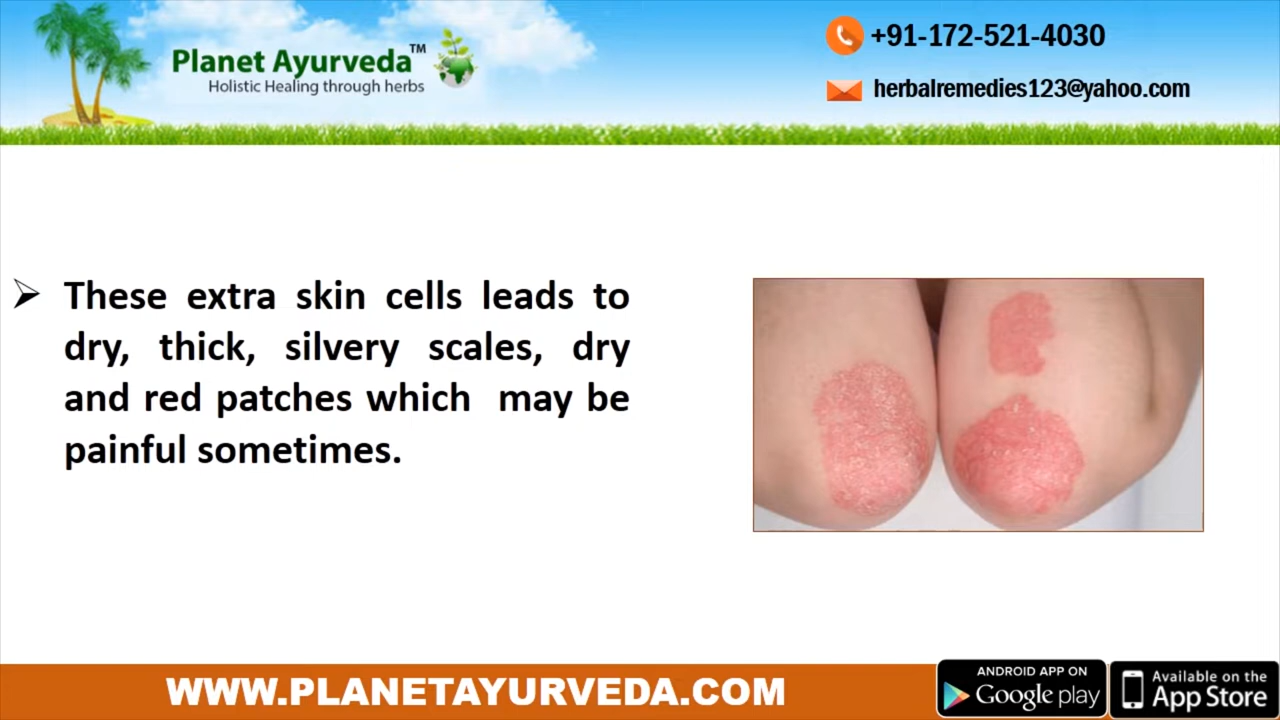 Planet Ayurveda™
Holistic Healing through herbs
+91-172-521-4030
herbalremedies123@yahoo.com
➢ These extra skin cells leads to
dry, thick, silvery scales, dry
and red patches which may be
painful sometimes.
WWW.PLANETAYURVEDA.COM
ANDROID APP ON
Google play
Available on the
App Store